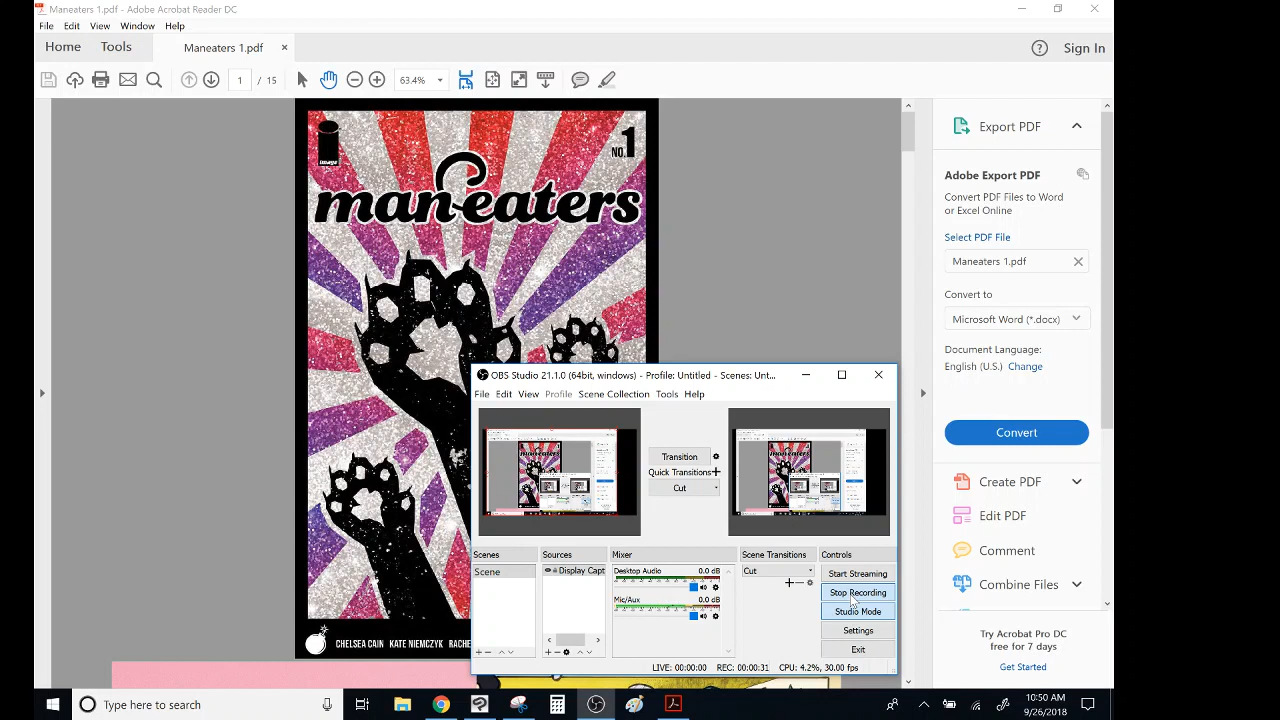 Maneaters 1.pdf - Adobe Acrobat Reader DC
File Edit View Window Help
Home Tools Maneaters 1.pdf × Sign In
1 / 15 63.4%
image
NO.1
man-eaters
CHELSEA CAIN KATE NIEMCZYK RACHE
Export PDF
Adobe Export PDF
Convert PDF Files to Word
or Excel Online
Select PDF File
Maneaters 1.pdf
Convert to
Microsoft Word (*.docx)
Document Language:
English (U.S.) Change
Convert
Create PDF
Edit PDF
Comment
Combine Files
Try Acrobat Pro DC
for 7 days
Get Started
OBS Studio 21.1.0 (64bit, windows) - Profile: Untitled - Scenes: Unt...
File Edit View Profile Scene Collection Tools Help
Transition
Quick Transitions
Cut
Scenes Sources Mixer Scene Transitions Controls
Scene
Display Capt
Desktop Audio 0.0 dB
Mic/Aux 0.0 dB
Cut
Start Streaming
Stop Recording
Studio Mode
Settings
Exit
LIVE: 00:00:00 REC: 00:00:31 CPU: 4.2%, 30.00 fps
Type here to search
10:50 AM
9/26/2018